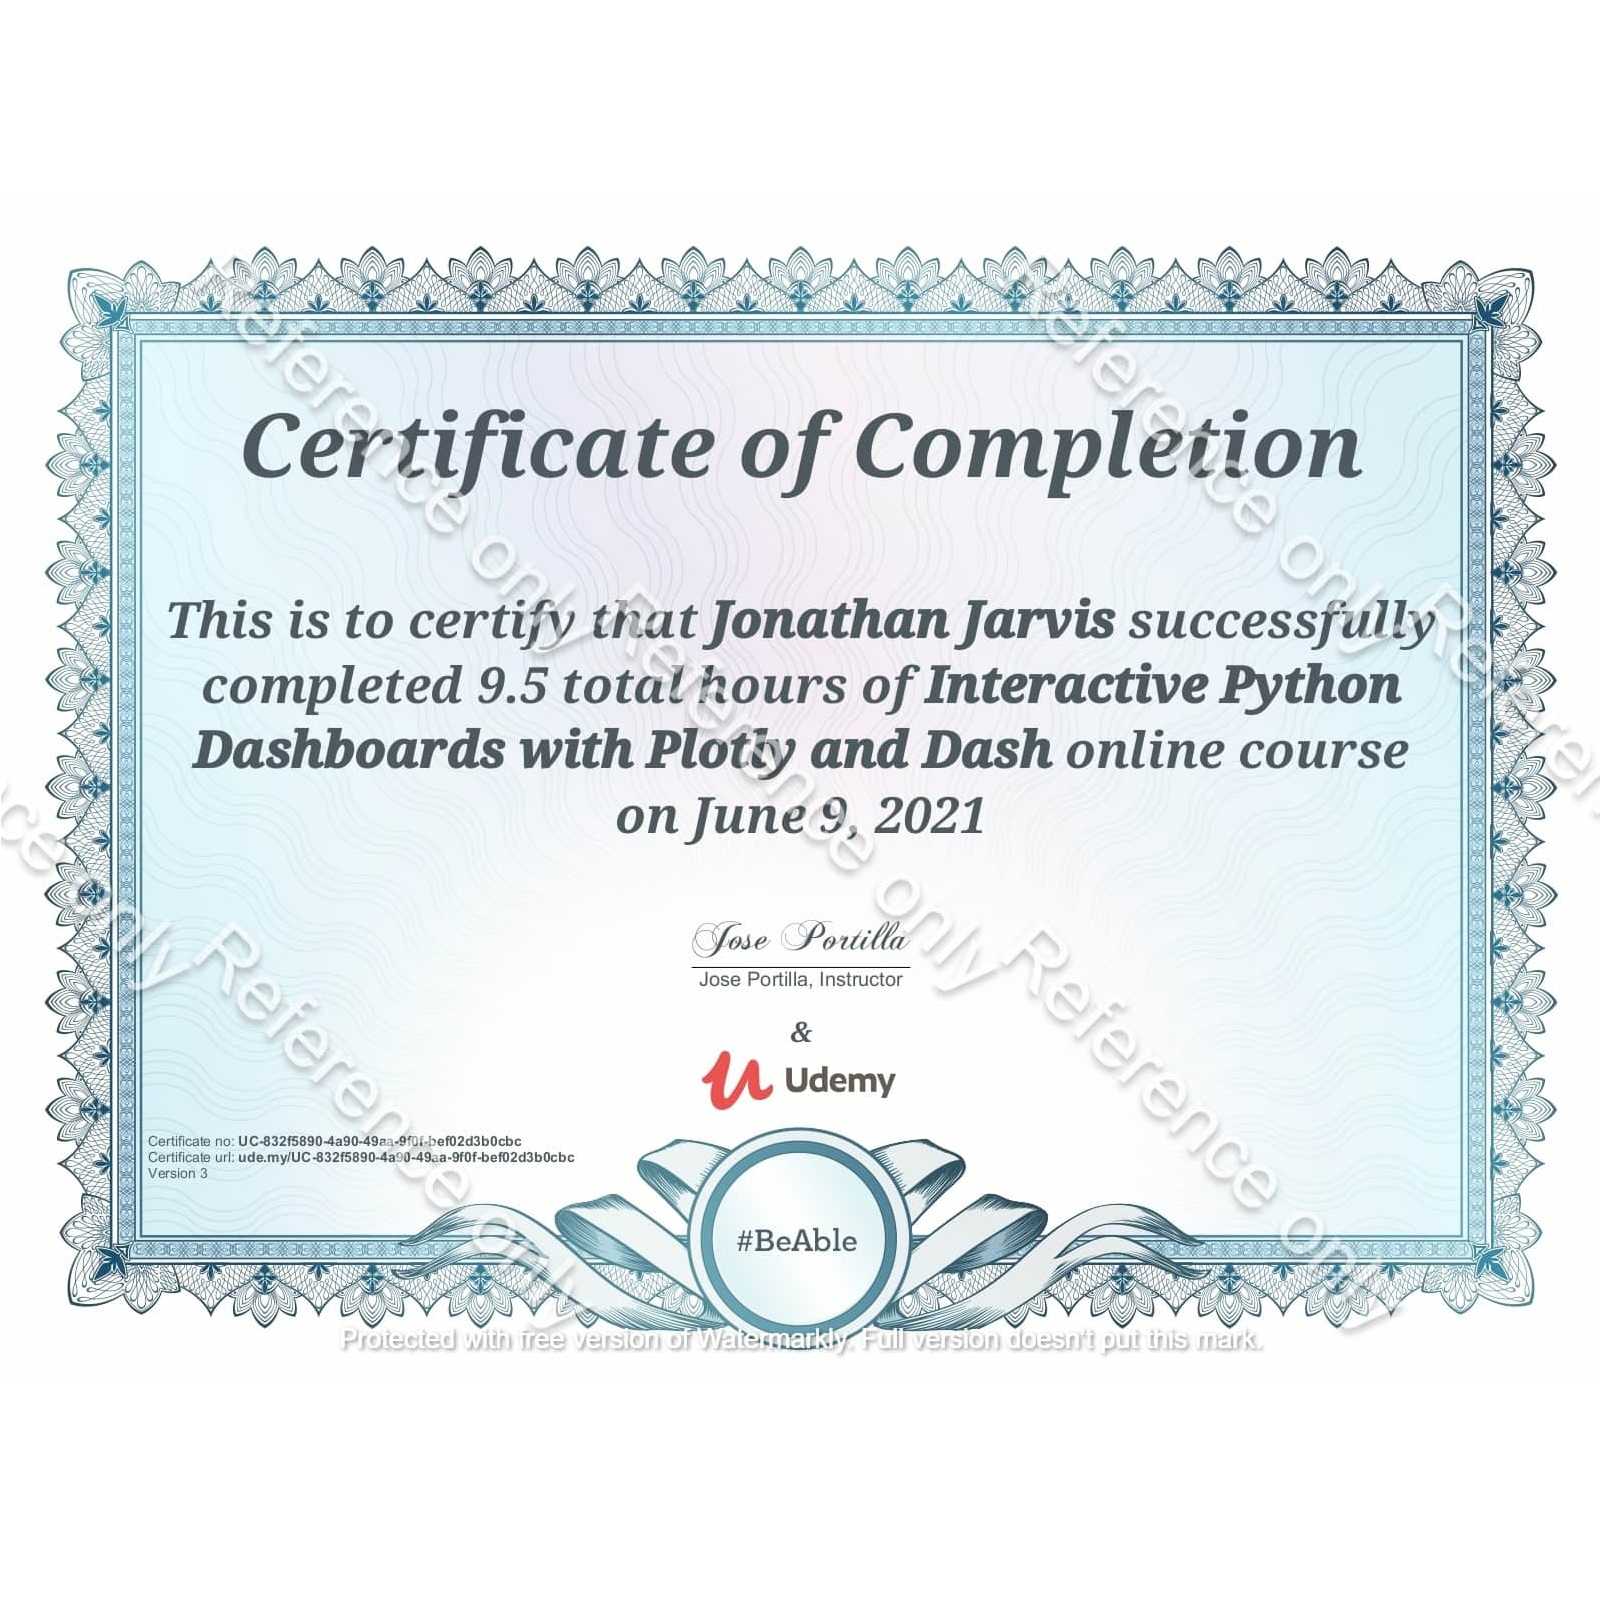 Certificate of Completion
This is to certify that Jonathan Jarvis successfully
completed 9.5 total hours of Interactive Python
Dashboards with Plotly and Dash online course
on June 9, 2021
Jose Portilla
Jose Portilla, Instructor
&
Udemy
Certificate no: UC-832f5890-4a90-49aa-9f0f-bef02d3b0cbc
Certificate url: ude.my/UC-832f5890-4a90-49aa-9f0f-bef02d3b0cbc
Version 3
#BeAble
Reference only
Reference only
Reference only
Reference only
Reference only
Reference
ce only
Protected with free version of Watermarkly. Full version doesn't put this mark.